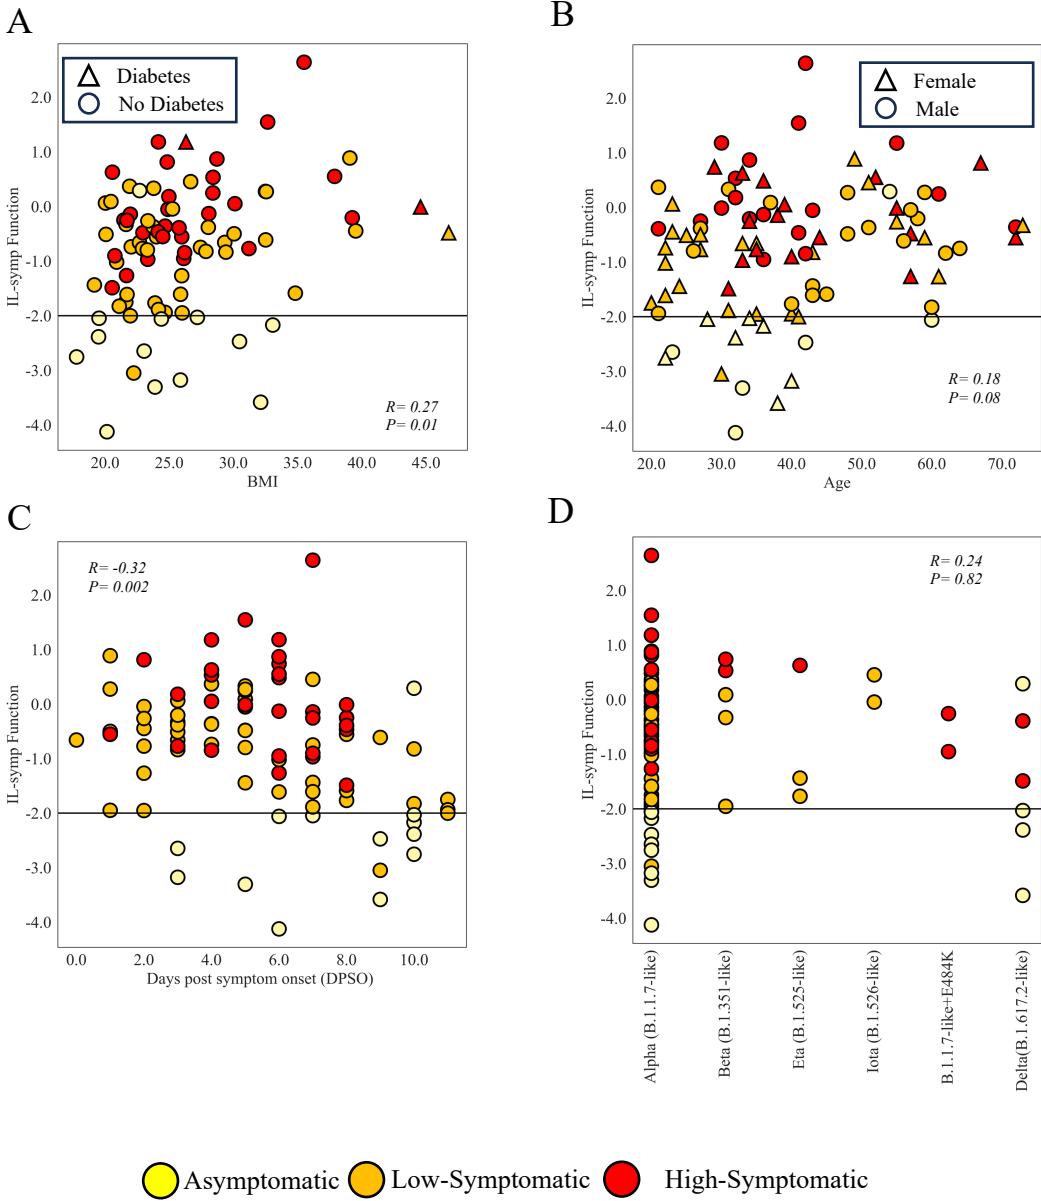 A
IL-symp Function
2.0
1.0
0.0
-1.0
-2.0
-3.0
-4.0
Diabetes
No Diabetes
R= 0.27
P= 0.01
20.0 25.0 30.0 35.0 40.0 45.0
BMI
B
IL-symp Function
2.0
1.0
0.0
-1.0
-2.0
-3.0
-4.0
Female
Male
R= 0.18
P= 0.08
20.0 30.0 40.0 50.0 60.0 70.0
Age
C
IL-symp Function
2.0
1.0
0.0
-1.0
-2.0
-3.0
-4.0
R= -0.32
P= 0.002
0.0 2.0 4.0 6.0 8.0 10.0
Days post symptom onset (DPSO)
D
IL-symp Function
2.0
1.0
0.0
-1.0
-2.0
-3.0
-4.0
R= 0.24
P= 0.82
Alpha (B.1.1.7-like)
Beta (B.1.351-like)
Eta (B.1.525-like)
Iota (B.1.526-like)
B.1.1.7-like+E484K
Delta(B.1.617.2-like)
Asymptomatic Low-Symptomatic High-Symptomatic